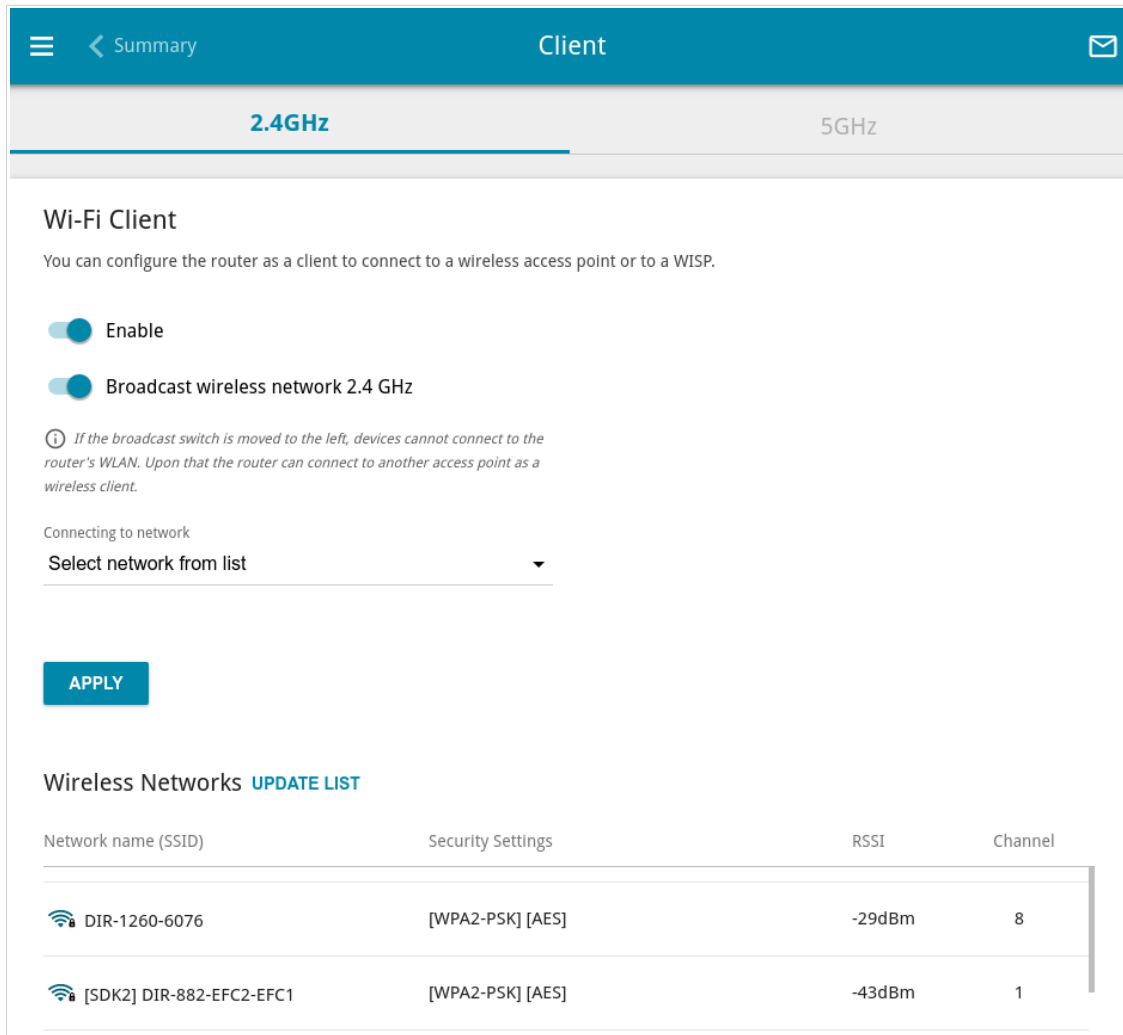 Summary
Client
2.4GHz
5GHz
Wi-Fi Client
You can configure the router as a client to connect to a wireless access point or to a WISP.
Enable
Broadcast wireless network 2.4 GHz
If the broadcast switch is moved to the left, devices cannot connect to the
router's WLAN. Upon that the router can connect to another access point as a
wireless client.
Connecting to network
Select network from list
APPLY
Wireless Networks UPDATE LIST
Network name (SSID) Security Settings RSSI Channel
DIR-1260-6076 [WPA2-PSK] [AES] -29dBm 8
[SDK2] DIR-882-EFC2-EFC1 [WPA2-PSK] [AES] -43dBm 1